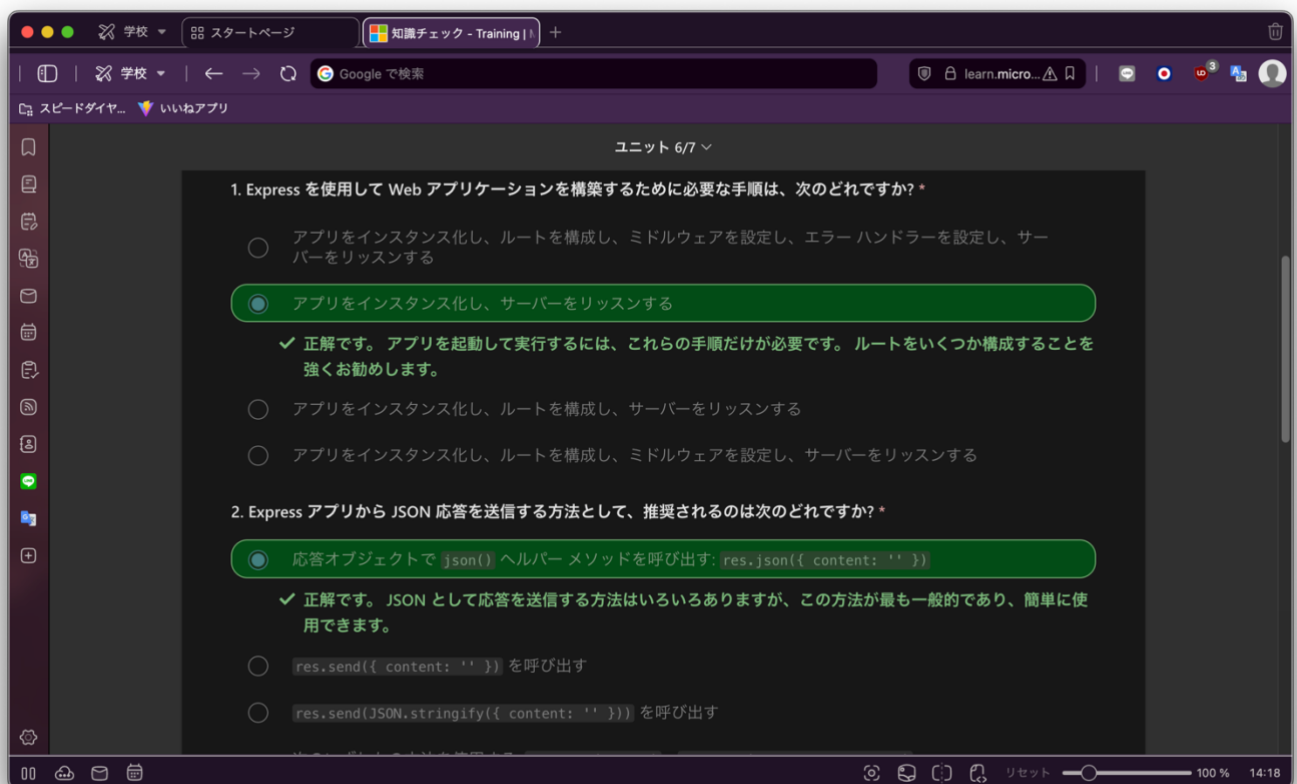 学校
スタートページ
知識チェック - Training |
学校
Google で検索
learn.micro...
3
スピードダイヤ...
いいねアプリ
ユニット 6/7
1. Express を使用して Web アプリケーションを構築するために必要な手順は、次のどれですか? *
アプリをインスタンス化し、ルートを構成し、ミドルウェアを設定し、エラー ハンドラーを設定し、サー
バーをリッスンする
アプリをインスタンス化し、サーバーをリッスンする
正解です。 アプリを起動して実行するには、これらの手順だけが必要です。 ルートをいくつか構成することを
強くお勧めします。
アプリをインスタンス化し、ルートを構成し、サーバーをリッスンする
アプリをインスタンス化し、ルートを構成し、ミドルウェアを設定し、サーバーをリッスンする
2. Express アプリから JSON 応答を送信する方法として、推奨されるのは次のどれですか? *
応答オブジェクトで json() ヘルパー メソッドを呼び出す: res.json({ content: '' })
正解です。 JSON として応答を送信する方法はいろいろありますが、この方法が最も一般的であり、簡単に使
用できます。
res.send({ content: '' }) を呼び出す
res.send(JSON.stringify({ content: '' })) を呼び出す
リセット
100 %
14:18